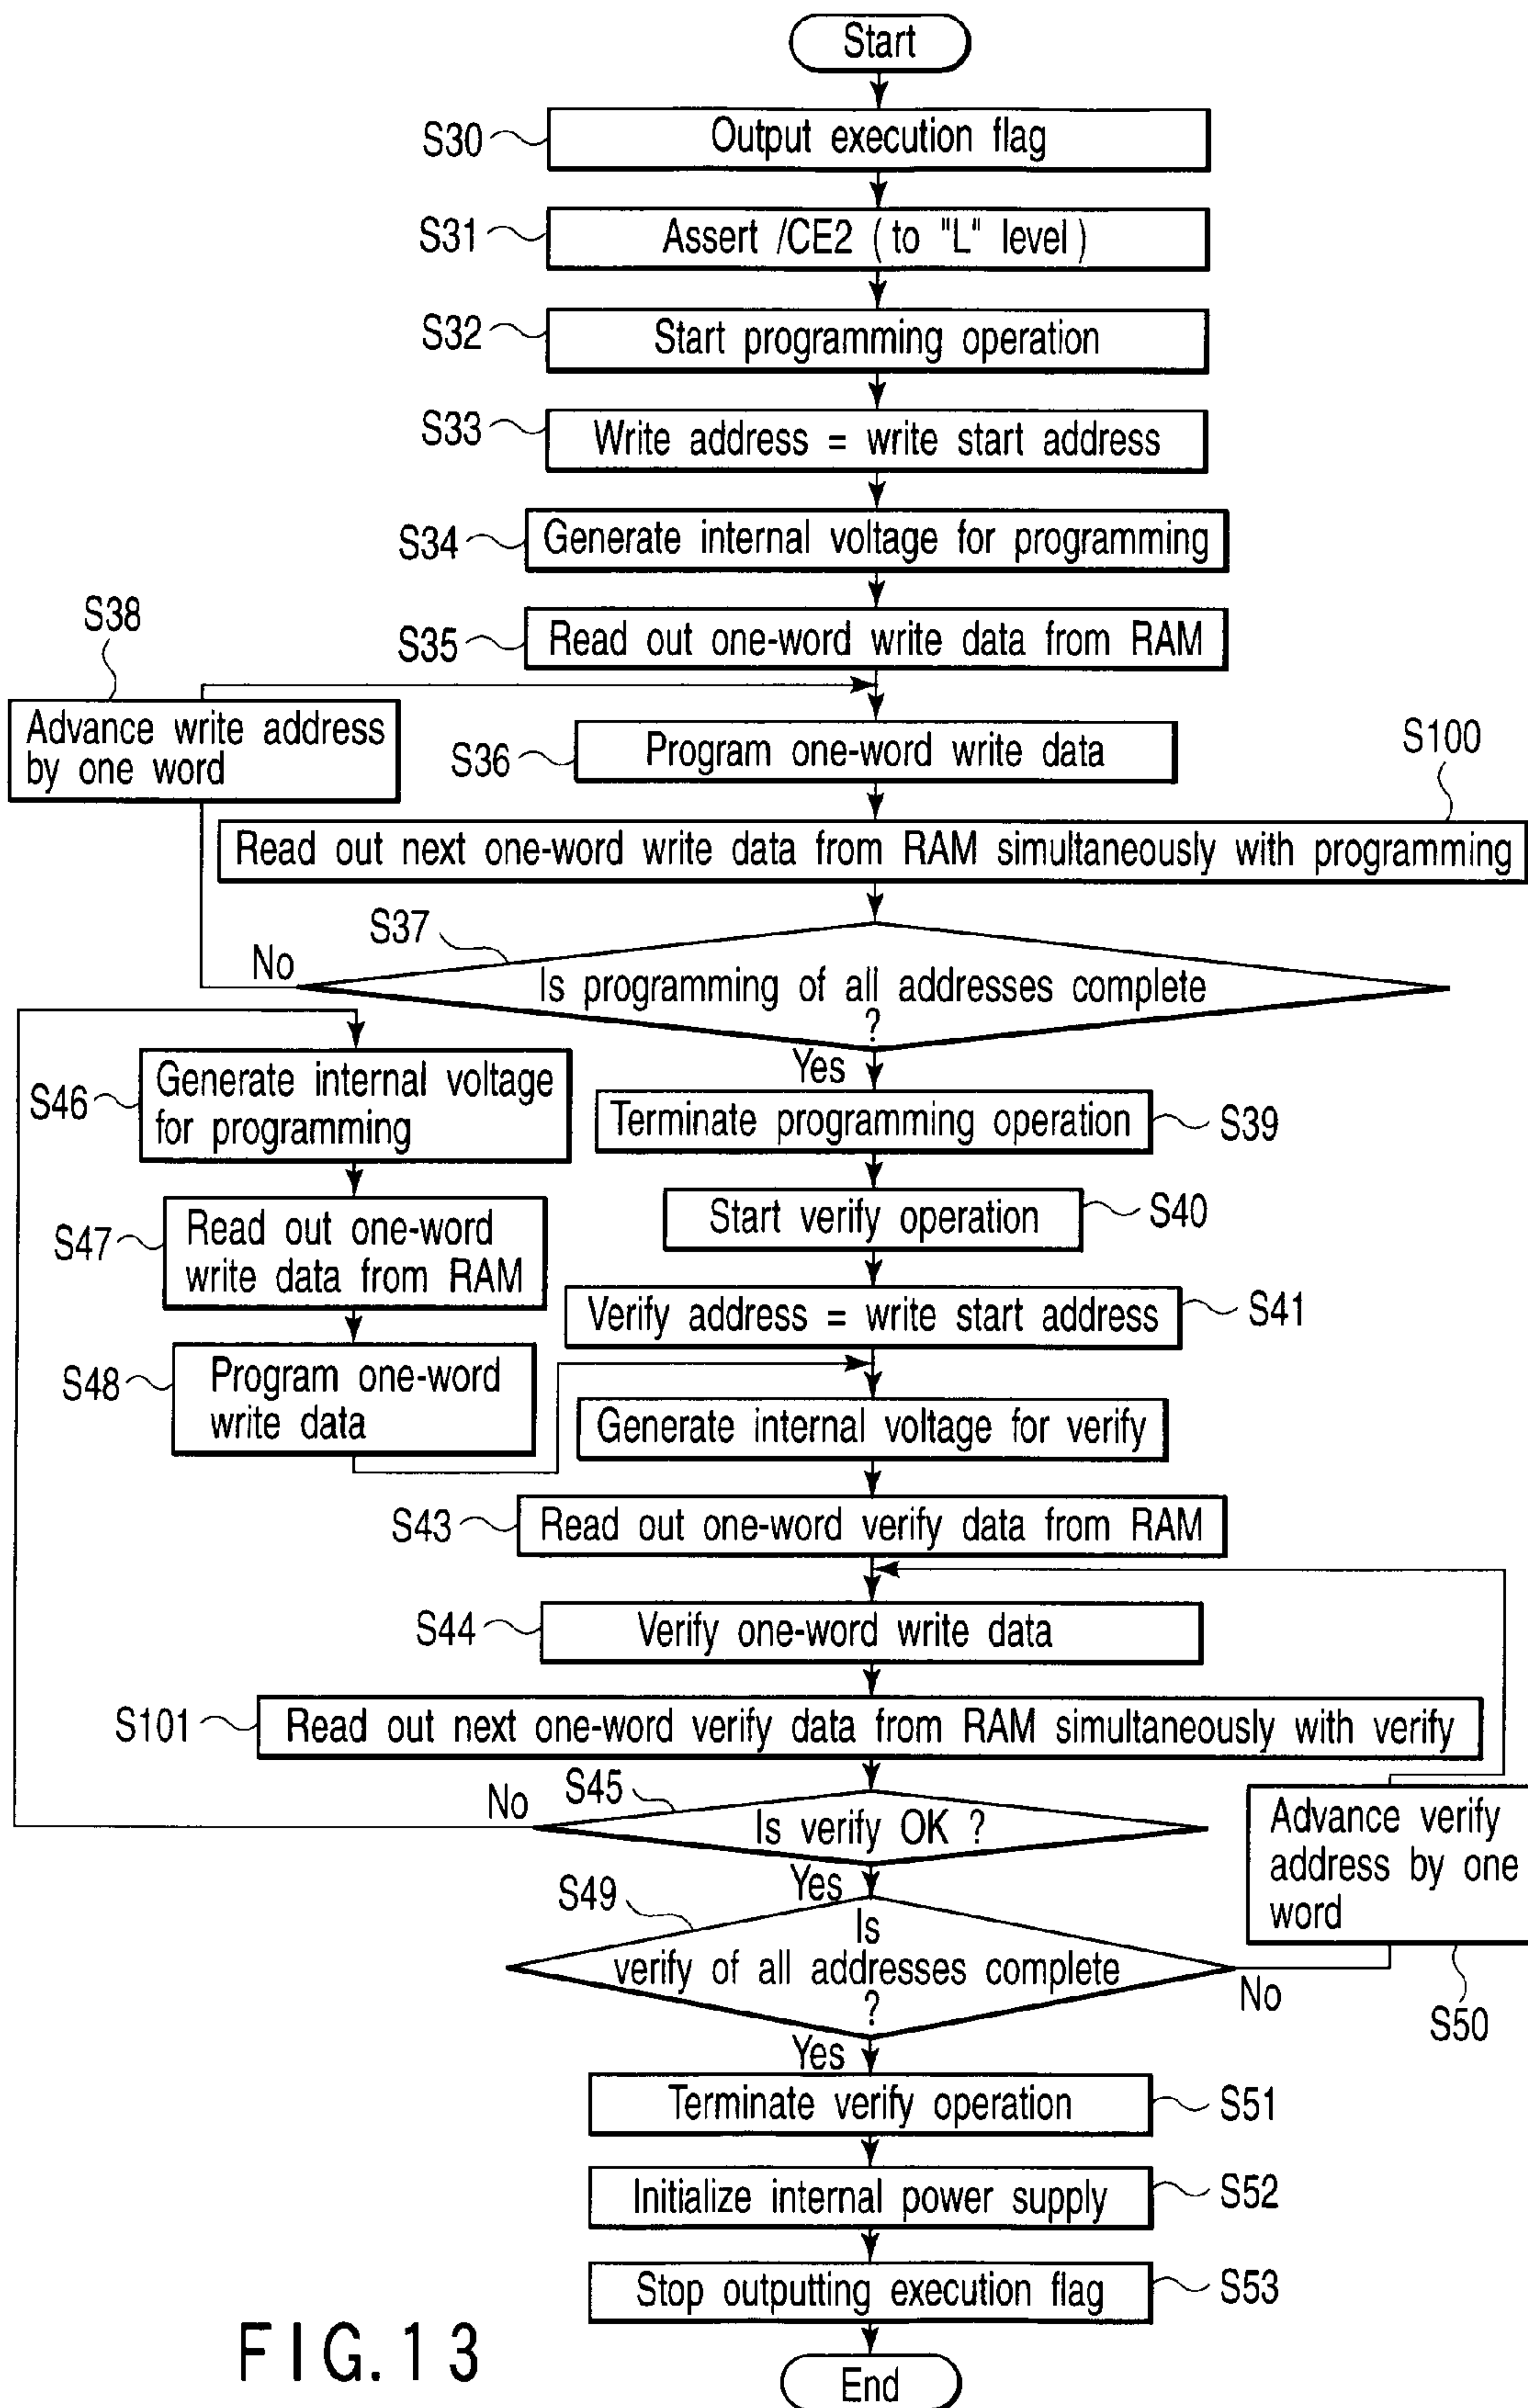 Start
S30
Output execution flag
S31
Assert /CE2 (to "L" level)
S32
Start programming operation
S33
Write address = write start address
S34
Generate internal voltage for programming
S38
S35
Read out one-word write data from RAM
Advance write address
by one word
S36
Program one-word write data
S100
Read out next one-word write data from RAM simultaneously with programming
S37
No
Is programming of all addresses complete
?
Yes
S46
Generate internal voltage
for programming
Terminate programming operation
S39
S47
Read out one-word
write data from RAM
Start verify operation
S40
Verify address = write start address
S41
S48
Program one-word
write data
Generate internal voltage for verify
S43
Read out one-word verify data from RAM
S44
Verify one-word write data
S101
Read out next one-word verify data from RAM simultaneously with verify
S45
No
Is verify OK ?
Yes
Advance verify
address by one
word
S50
S49
Is
verify of all addresses complete
?
No
Yes
Terminate verify operation
S51
Initialize internal power supply
S52
Stop outputting execution flag
S53
End
FIG.13